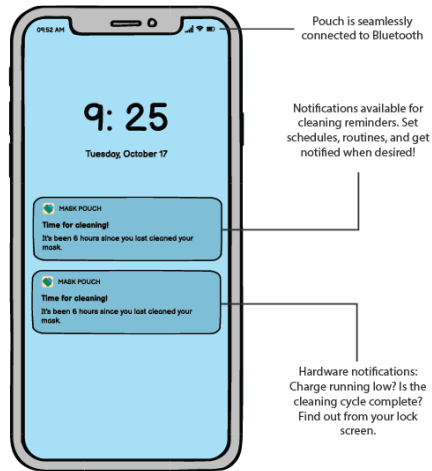 09:52 AM
9: 25
Tuesday, October 17
MASK POUCH
Time for cleaning!
It's been 6 hours since you last cleaned your
mask.
MASK POUCH
Time for cleaning!
It's been 6 hours since you last cleaned your
mask.
Pouch is seamlessly
connected to Bluetooth
Notifications available for
cleaning reminders. Set
schedules, routines, and get
notified when desired!
Hardware notifications:
Charge running low? Is the
cleaning cycle complete?
Find out from your lock
screen.